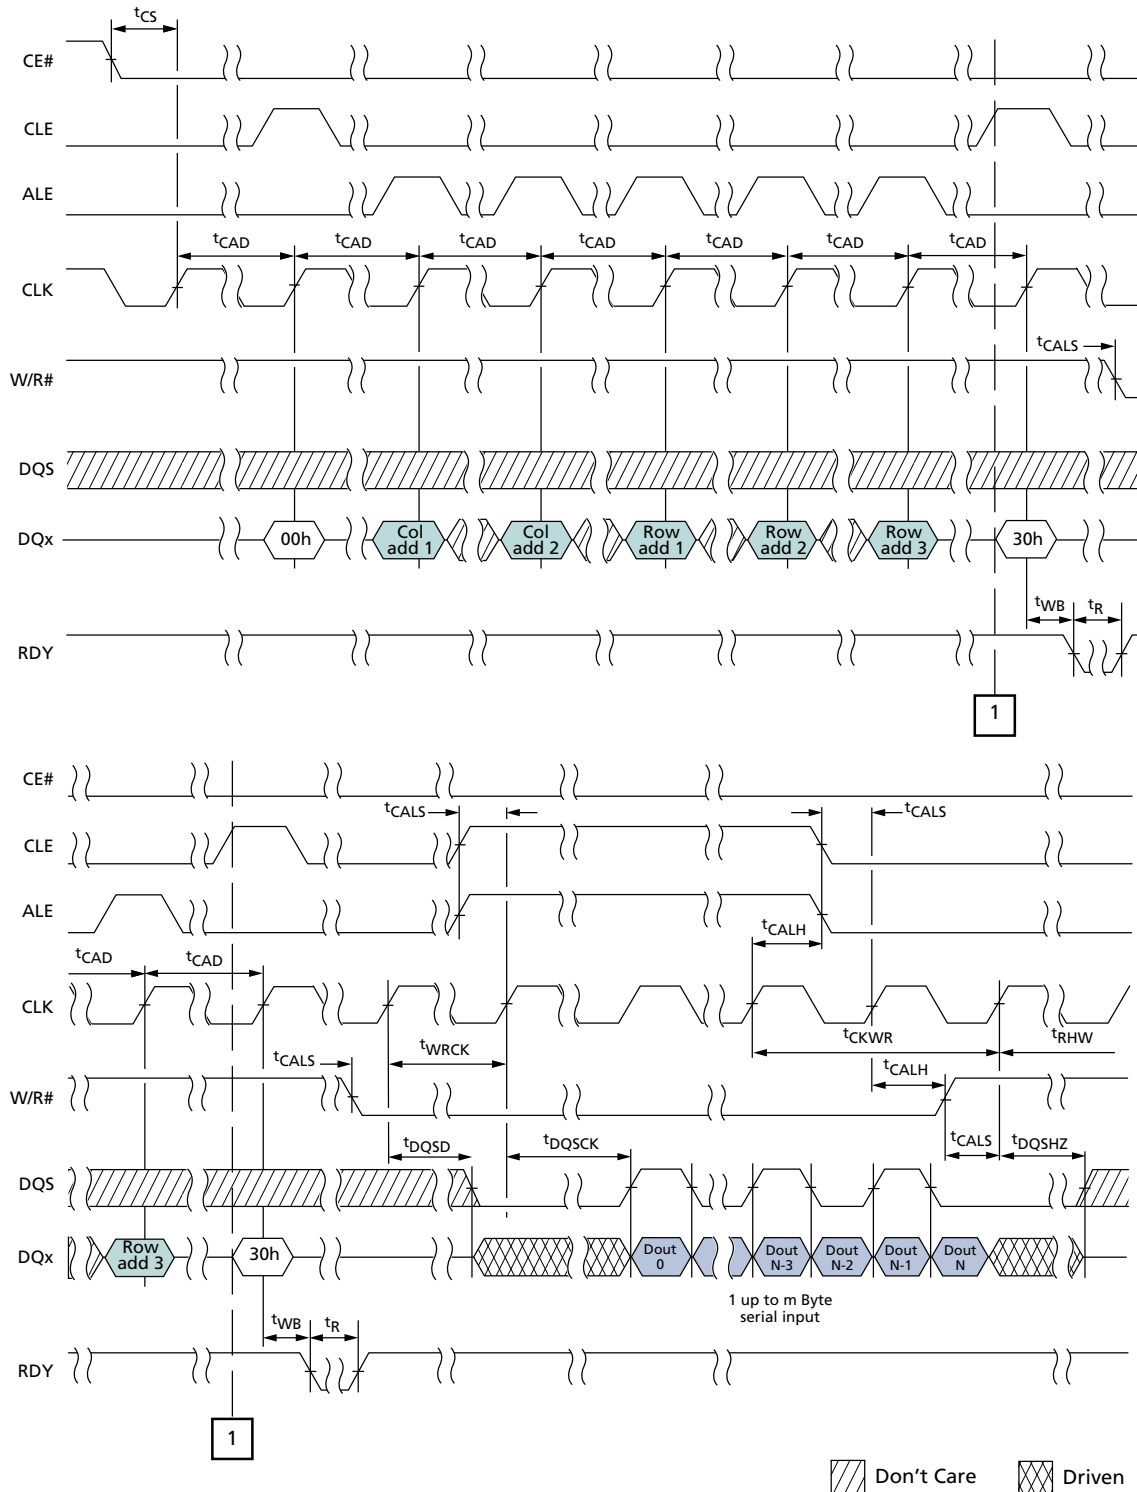 tCS
CE#
CLE
ALE
tCAD tCAD tCAD tCAD tCAD tCAD tCAD
CLK
tCALS
W/R#
DQS
DQx 00h Col add 1 Col add 2 Row add 1 Row add 2 Row add 3 30h
tWB tR
RDY
1
CE#
tCALS tCALS
CLE
ALE
tCALH
tCAD tCAD
CLK
tWRCK tCKWR tRHW
tCALS tCALH
W/R#
tDQSD tDQSCK tCALS tDQSHZ
DQS
DQx Row add 3 30h Dout 0 Dout N-3 Dout N-2 Dout N-1 Dout N
1 up to m Byte
serial input
tWB tR
RDY
1
Don't Care Driven